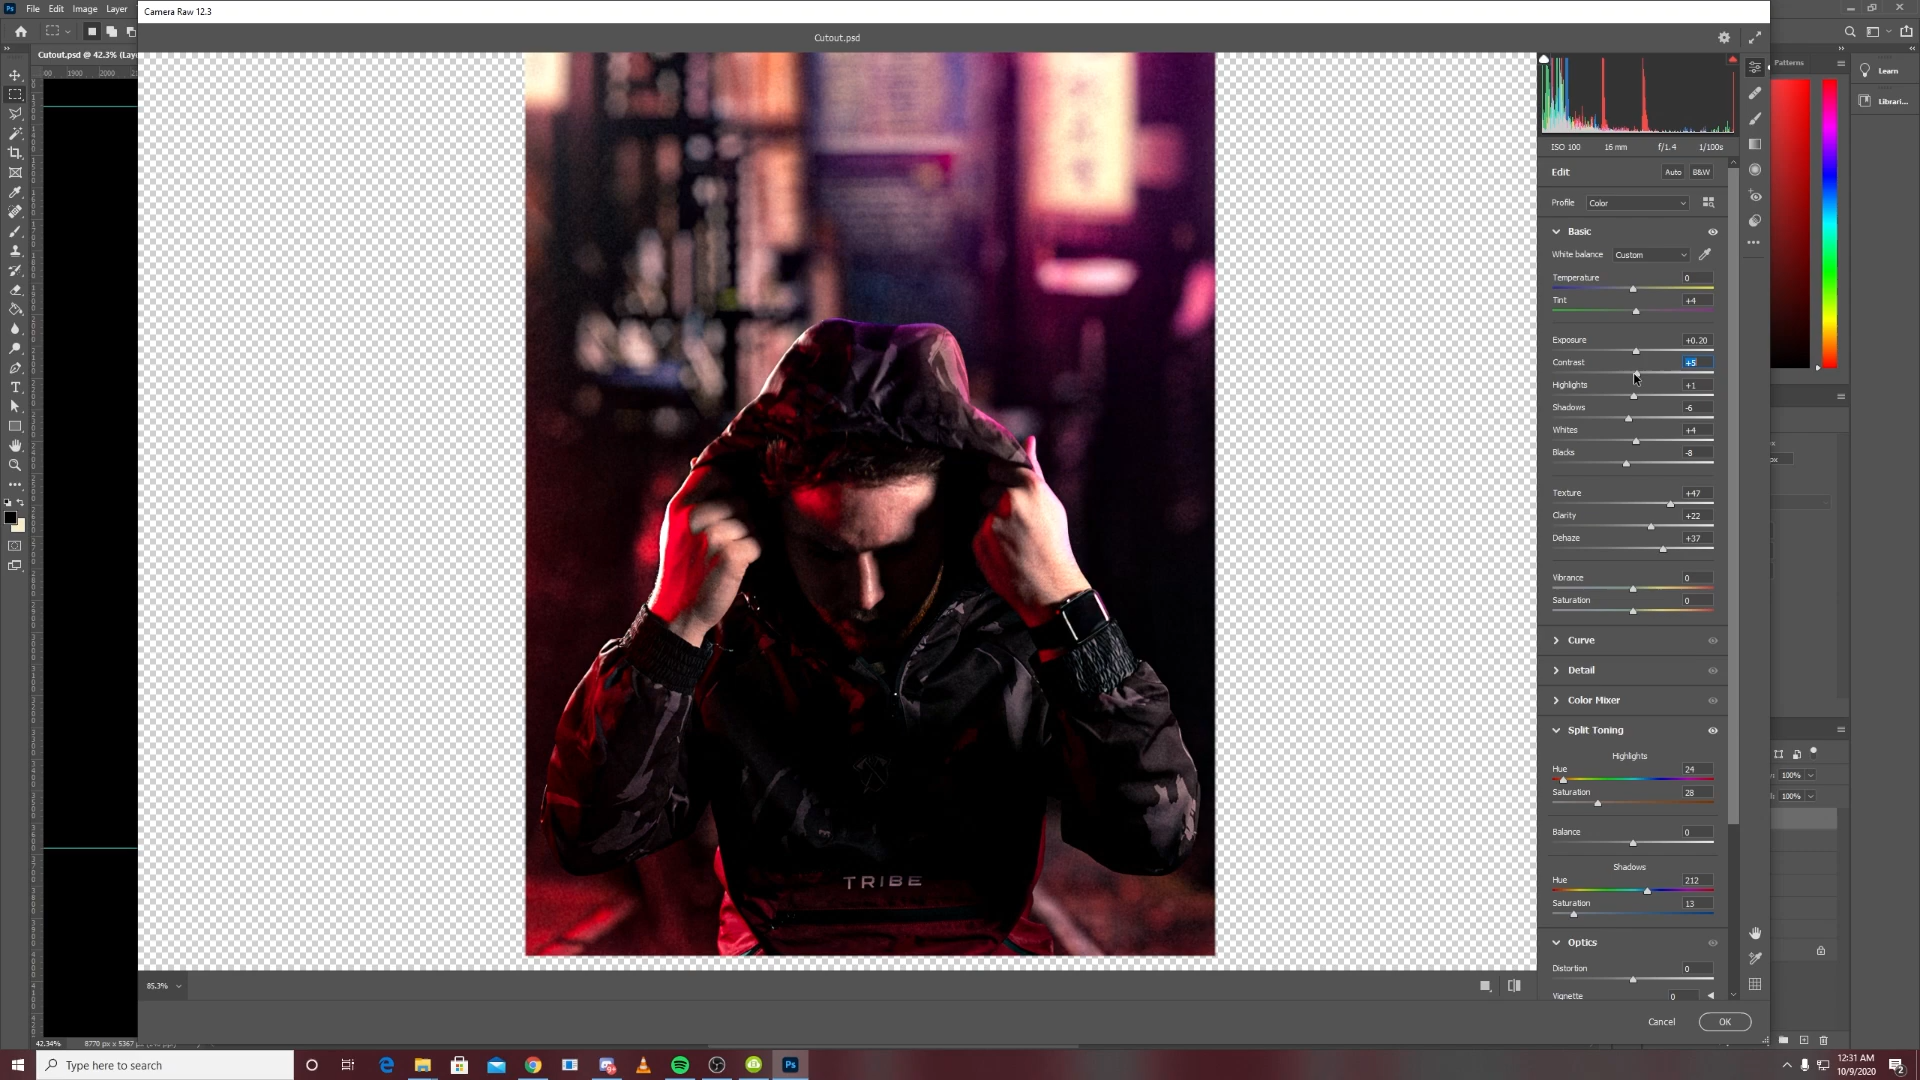 Camera Raw 12.3
File Edit Image Layer
Cutout.psd
Cutout.psd @ 42.3% (Lay
1900 2000
ISO 100 16 mm f/1.4 1/100s
Edit Auto B&W
Profile Color
Basic
White balance Custom
Temperature 0
Tint +4
Exposure +0.20
Contrast +5
Highlights +1
Shadows -6
Whites +4
Blacks -8
Texture +47
Clarity +22
Dehaze +37
Vibrance 0
Saturation 0
Curve
Detail
Color Mixer
Split Toning
Highlights
Hue 24
Saturation 28
Balance 0
Shadows
Hue 212
Saturation 13
Optics
Distortion 0
Vignette 0
Cancel OK
Patterns
Learn
Librari...
100%
100%
TRIBE
85.3%
42.34% 8770 px x 5367
Type here to search
12:31 AM
10/9/2020